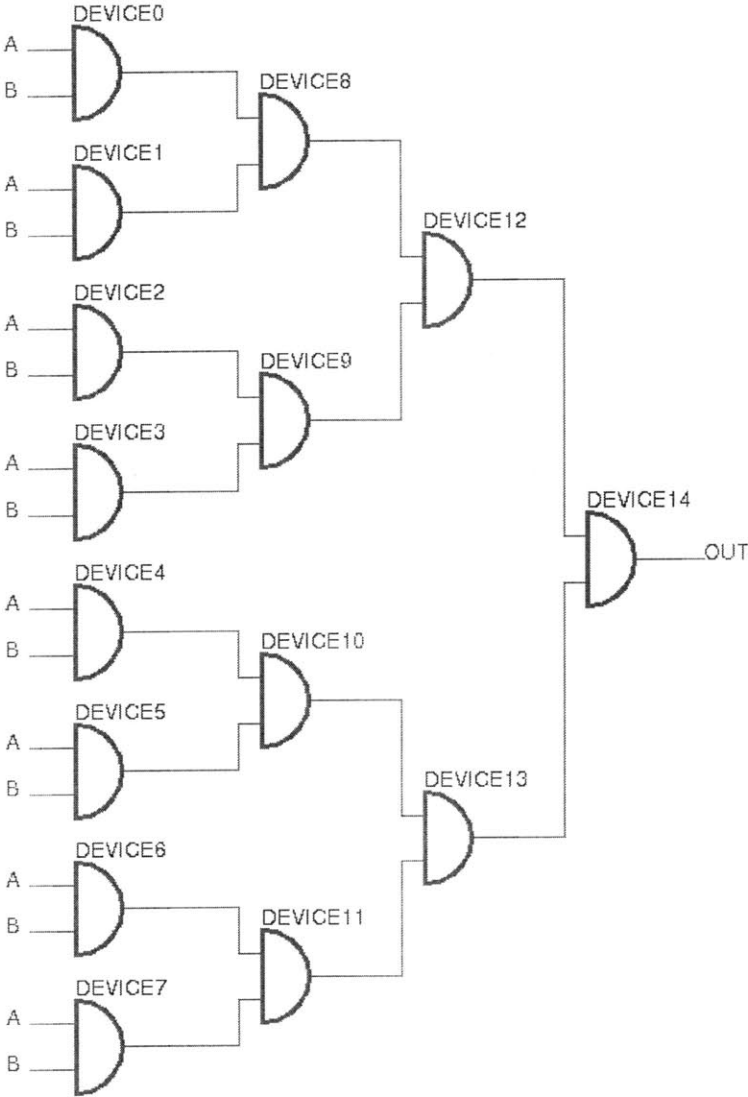 DEVICE0
A
B
DEVICE8
DEVICE1
A
B
DEVICE12
DEVICE2
A
B
DEVICE9
DEVICE3
A
B
DEVICE14
OUT
DEVICE4
A
B
DEVICE10
DEVICE5
A
B
DEVICE13
DEVICE6
A
B
DEVICE11
DEVICE7
A
B